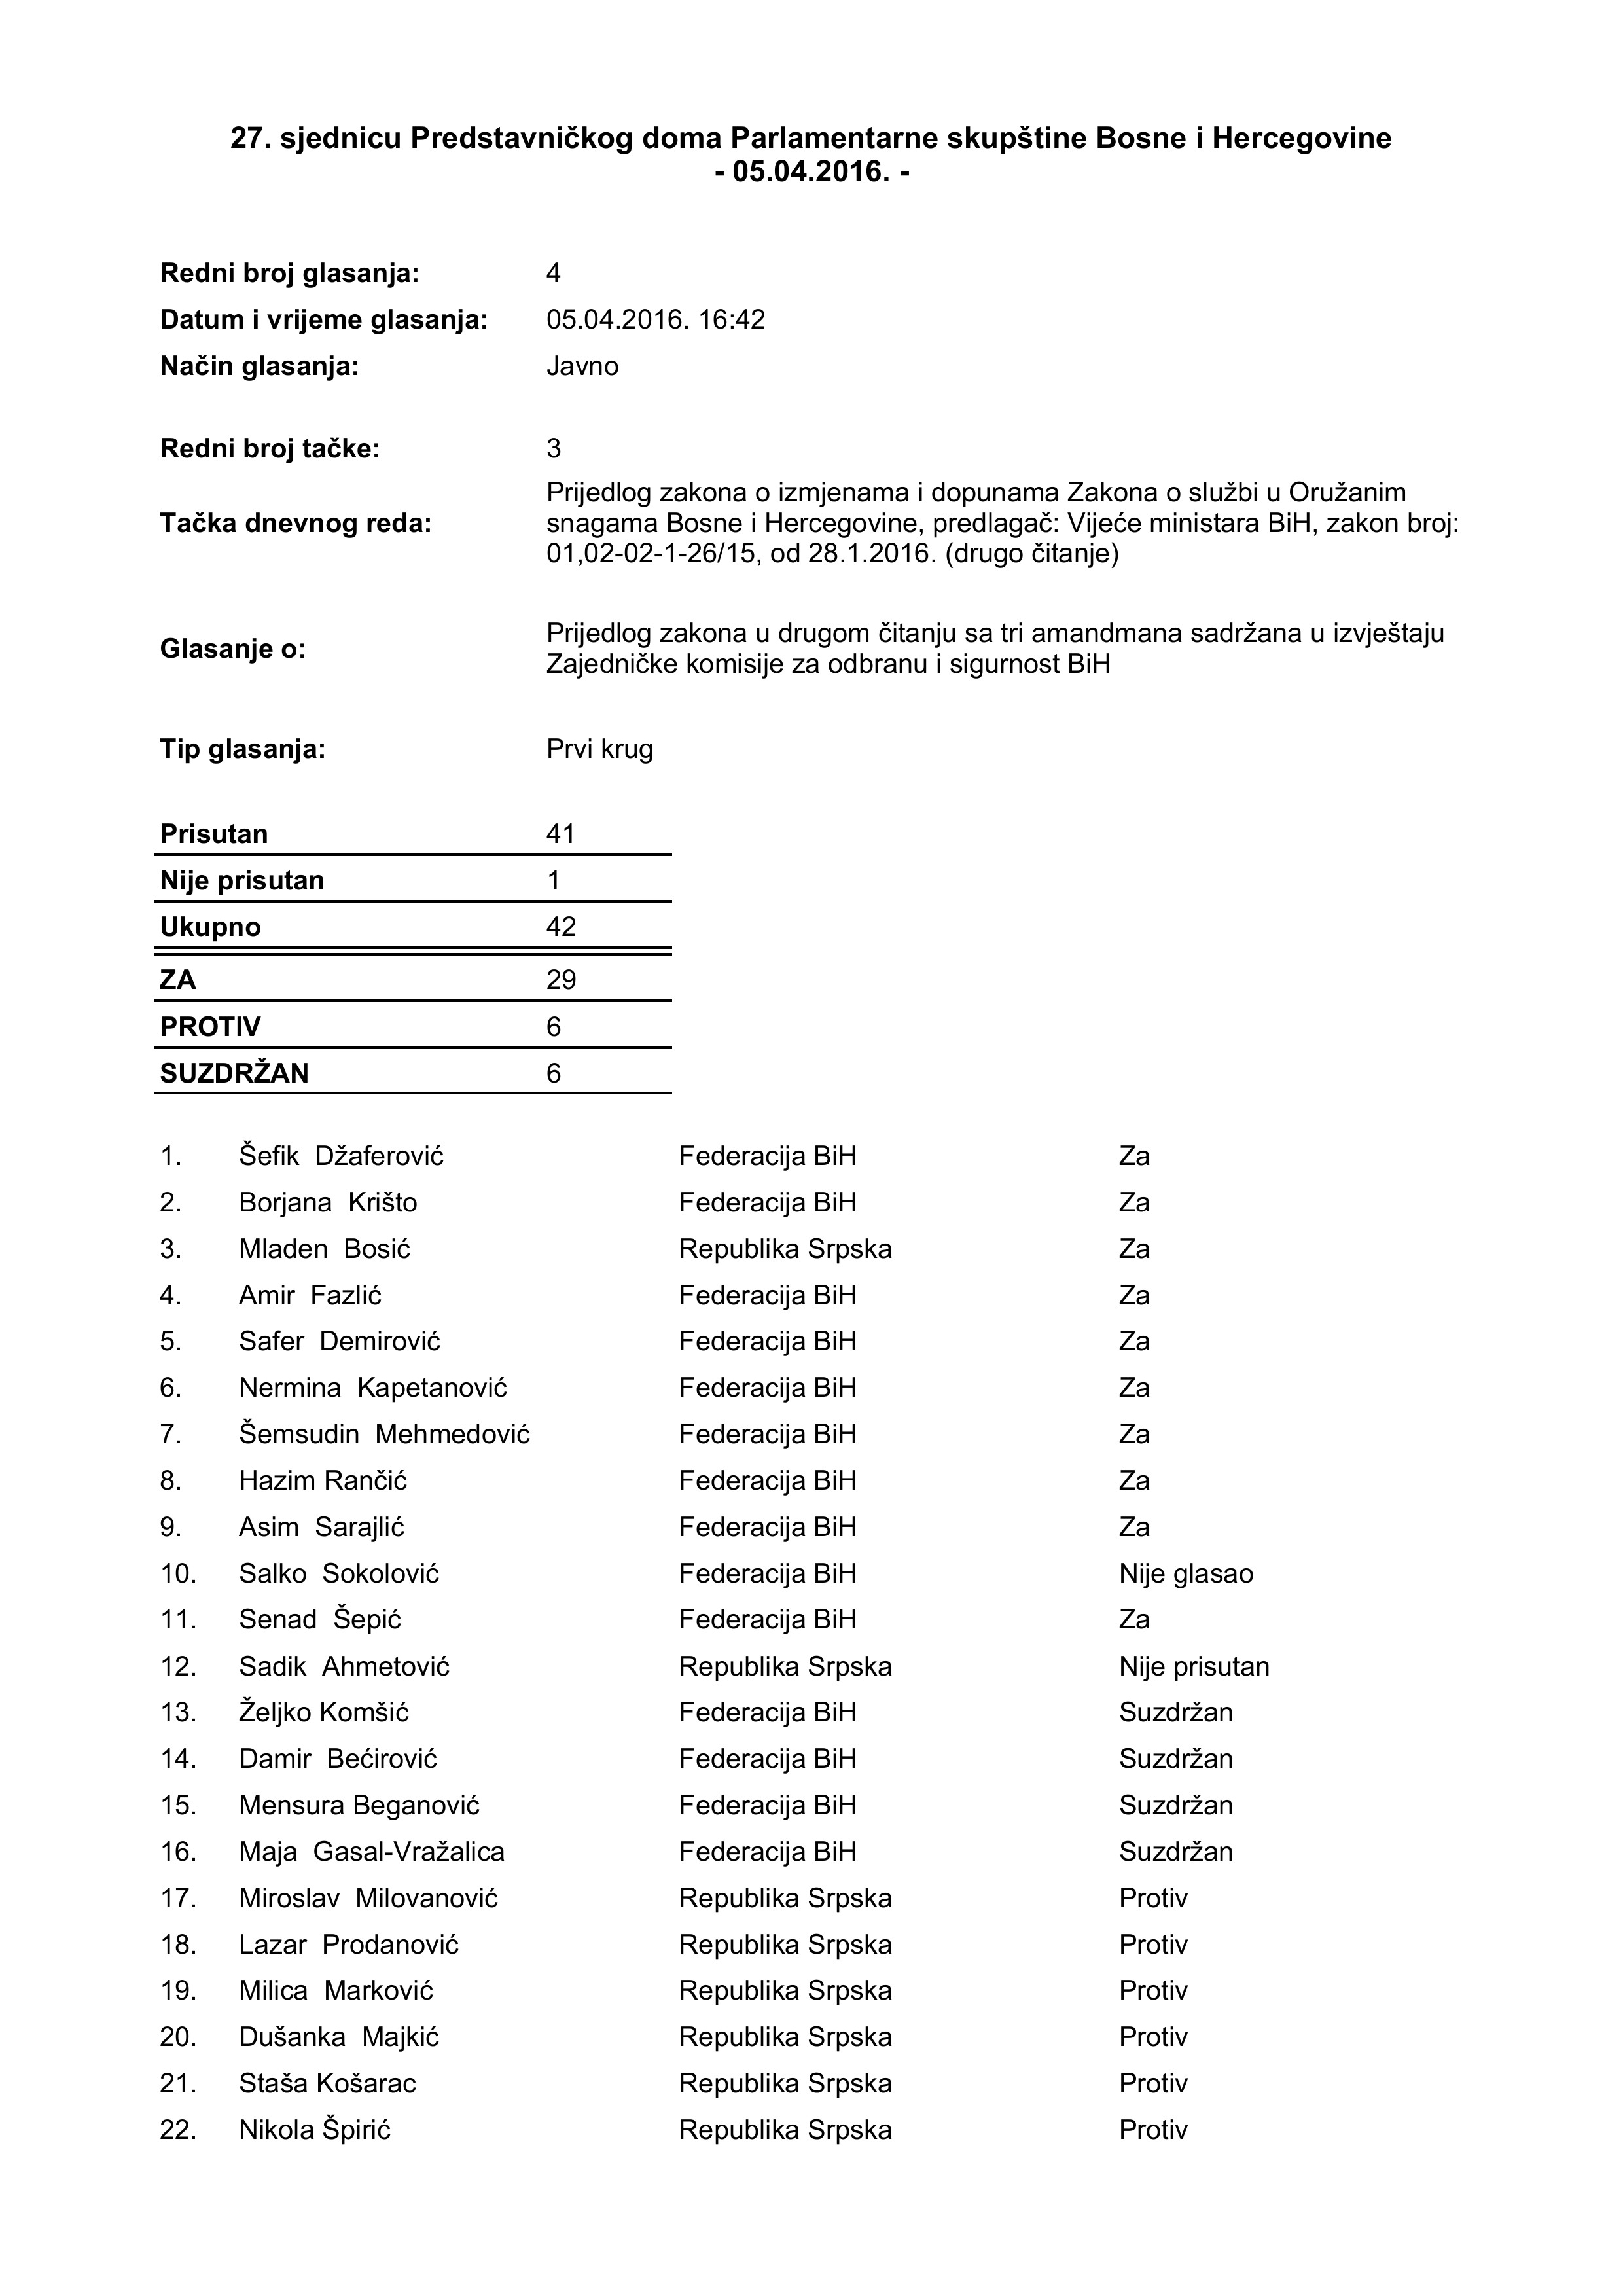 27. sjednicu Predstavničkog doma Parlamentarne skupštine Bosne i Hercegovine
- 05.04.2016. -
Redni broj glasanja: 4
Datum i vrijeme glasanja: 05.04.2016. 16:42
Način glasanja: Javno
Redni broj tačke: 3
Prijedlog zakona o izmjenama i dopunama Zakona o službi u Oružanim
Tačka dnevnog reda: snagama Bosne i Hercegovine, predlagač: Vijeće ministara BiH, zakon broj:
01,02-02-1-26/15, od 28.1.2016. (drugo čitanje)
Glasanje o: Prijedlog zakona u drugom čitanju sa tri amandmana sadržana u izvještaju
Zajedničke komisije za odbranu i sigurnost BiH
Tip glasanja: Prvi krug
Prisutan 41
Nije prisutan 1
Ukupno 42
ZA 29
PROTIV 6
SUZDRŽAN 6
1. Šefik Džaferović Federacija BiH Za
2. Borjana Krišto Federacija BiH Za
3. Mladen Bosić Republika Srpska Za
4. Amir Fazlić Federacija BiH Za
5. Safer Demirović Federacija BiH Za
6. Nermina Kapetanović Federacija BiH Za
7. Šemsudin Mehmedović Federacija BiH Za
8. Hazim Rančić Federacija BiH Za
9. Asim Sarajlić Federacija BiH Za
10. Salko Sokolović Federacija BiH Nije glasao
11. Senad Šepić Federacija BiH Za
12. Sadik Ahmetović Republika Srpska Nije prisutan
13. Željko Komšić Federacija BiH Suzdržan
14. Damir Bećirović Federacija BiH Suzdržan
15. Mensura Beganović Federacija BiH Suzdržan
16. Maja Gasal-Vražalica Federacija BiH Suzdržan
17. Miroslav Milovanović Republika Srpska Protiv
18. Lazar Prodanović Republika Srpska Protiv
19. Milica Marković Republika Srpska Protiv
20. Dušanka Majkić Republika Srpska Protiv
21. Staša Košarac Republika Srpska Protiv
22. Nikola Špirić Republika Srpska Protiv